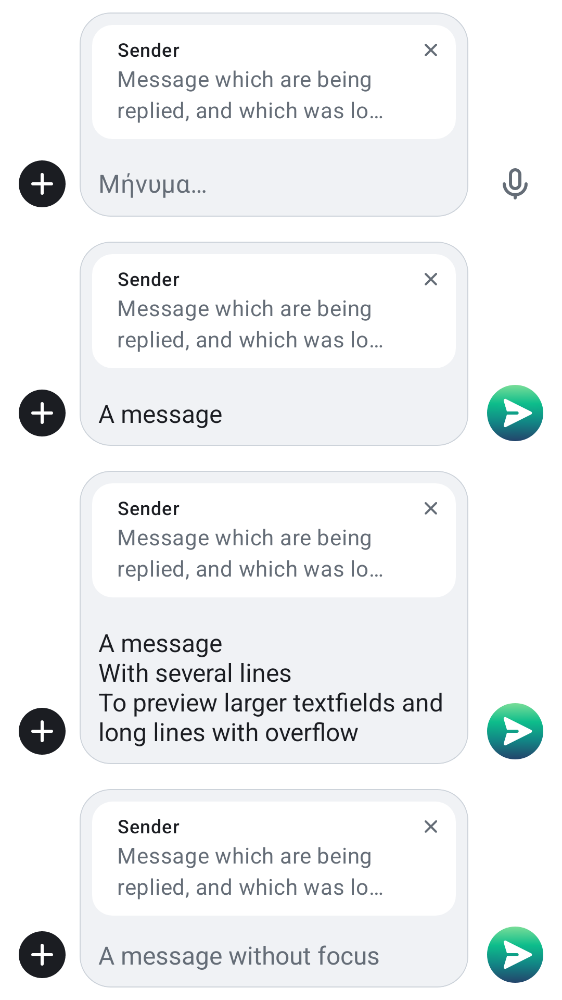 Sender
Message which are being
replied, and which was lo…
Μήνυμα…
Sender
Message which are being
replied, and which was lo…
A message
Sender
Message which are being
replied, and which was lo…
A message
With several lines
To preview larger textfields and
long lines with overflow
Sender
Message which are being
replied, and which was lo…
A message without focus